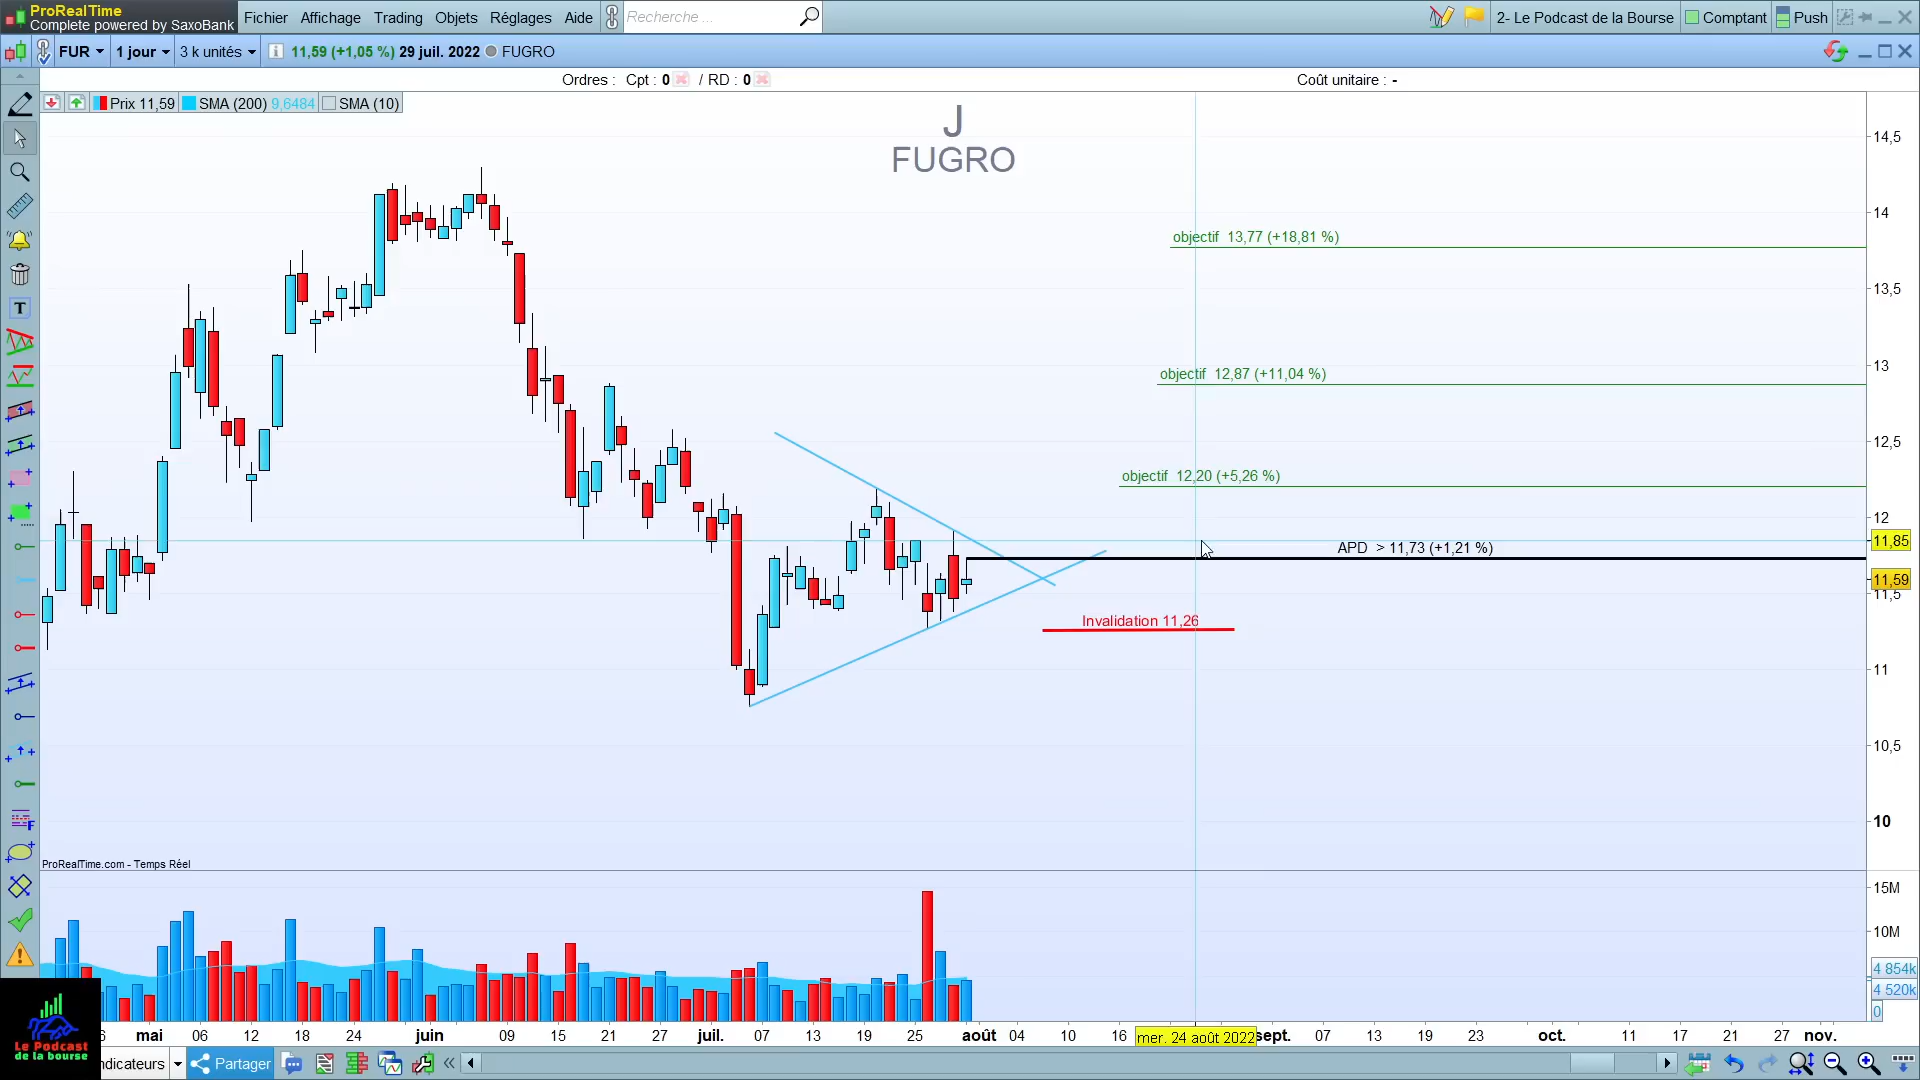 ProRealTime
Complete powered by SaxoBank
Fichier Affichage Trading Objets Réglages Aide
Recherche ...
2- Le Podcast de la Bourse
Comptant
Push
FUR
1 jour
3 k unités
11,59 (+1,05 %) 29 juil. 2022
FUGRO
Ordres : Cpt : 0 / RD : 0
Coût unitaire : -
Prix 11,59
SMA (200) 9,6484
SMA (10)
J
FUGRO
14,5
14
objectif 13,77 (+18,81 %)
13,5
13
objectif 12,87 (+11,04 %)
12,5
objectif 12,20 (+5,26 %)
12
11,85
APD > 11,73 (+1,21 %)
11,59
11,5
Invalidation 11,26
11
10,5
10
ProRealTime.com - Temps Réel
15M
10M
4 854k
4 520k
0
6 mai 06 12 18 24 juin 09 15 21 27 juil. 07 13 19 25 août 04 10 16 mer. 24 août 2022 sept. 07 13 19 23 oct. 11 17 21 27 nov.
Le Podcast
de la bourse
ndicateurs
Partager